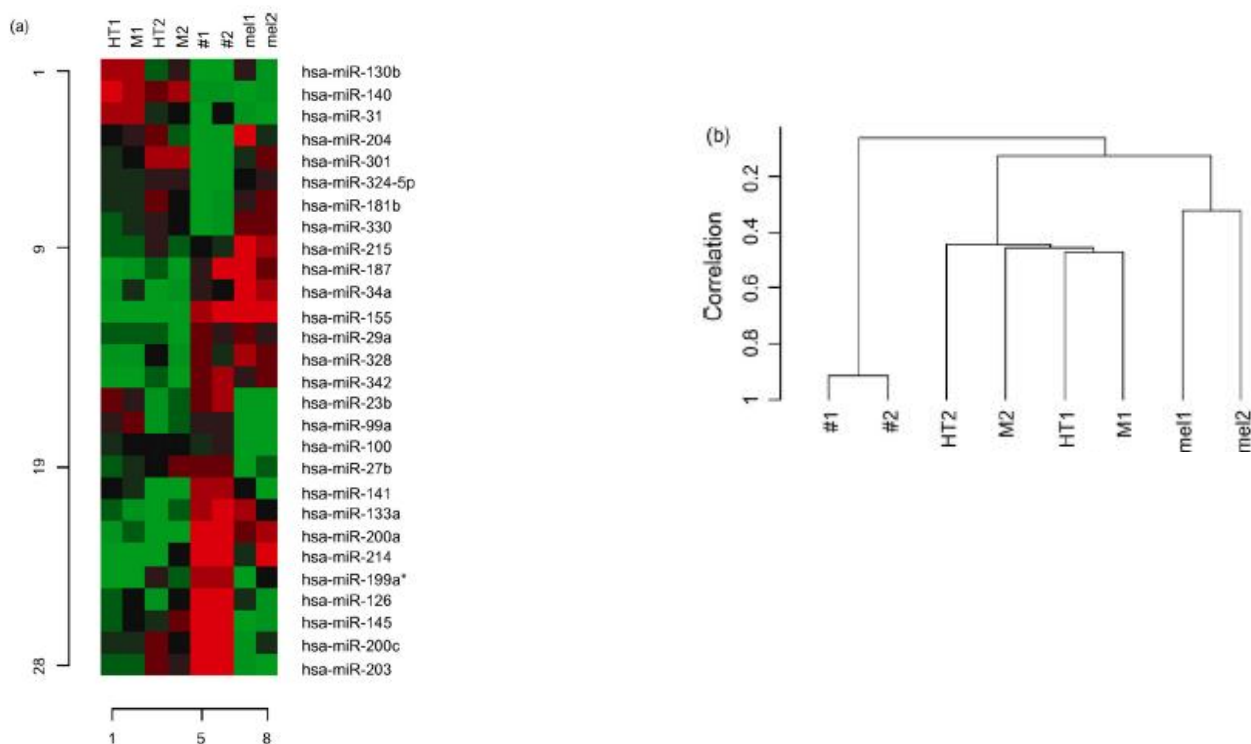 (a)
HT1
M1
HT2
M2
#1
#2
mel1
mel2
1
9
19
28
hsa-miR-130b
hsa-miR-140
hsa-miR-31
hsa-miR-204
hsa-miR-301
hsa-miR-324-5p
hsa-miR-181b
hsa-miR-330
hsa-miR-215
hsa-miR-187
hsa-miR-34a
hsa-miR-155
hsa-miR-29a
hsa-miR-328
hsa-miR-342
hsa-miR-23b
hsa-miR-99a
hsa-miR-100
hsa-miR-27b
hsa-miR-141
hsa-miR-133a
hsa-miR-200a
hsa-miR-214
hsa-miR-199a*
hsa-miR-126
hsa-miR-145
hsa-miR-200c
hsa-miR-203
1 5 8
(b)
Correlation
0.2
0.4
0.6
0.8
1
#1
#2
HT2
M2
HT1
M1
mel1
mel2